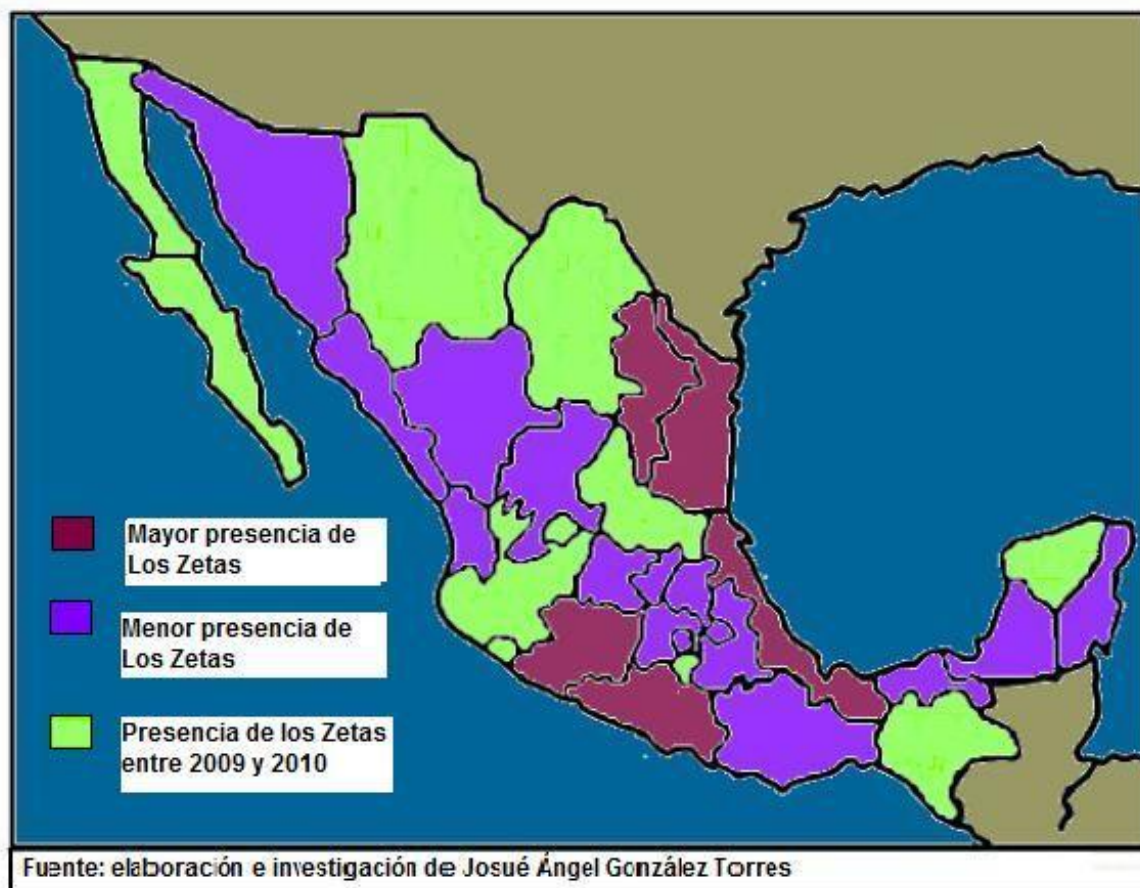 Mayor presencia de
Los Zetas
Menor presencia de
Los Zetas
Presencia de los Zetas
entre 2009 y 2010
Fuente: elaboración e investigación de Josué Ángel González Torres